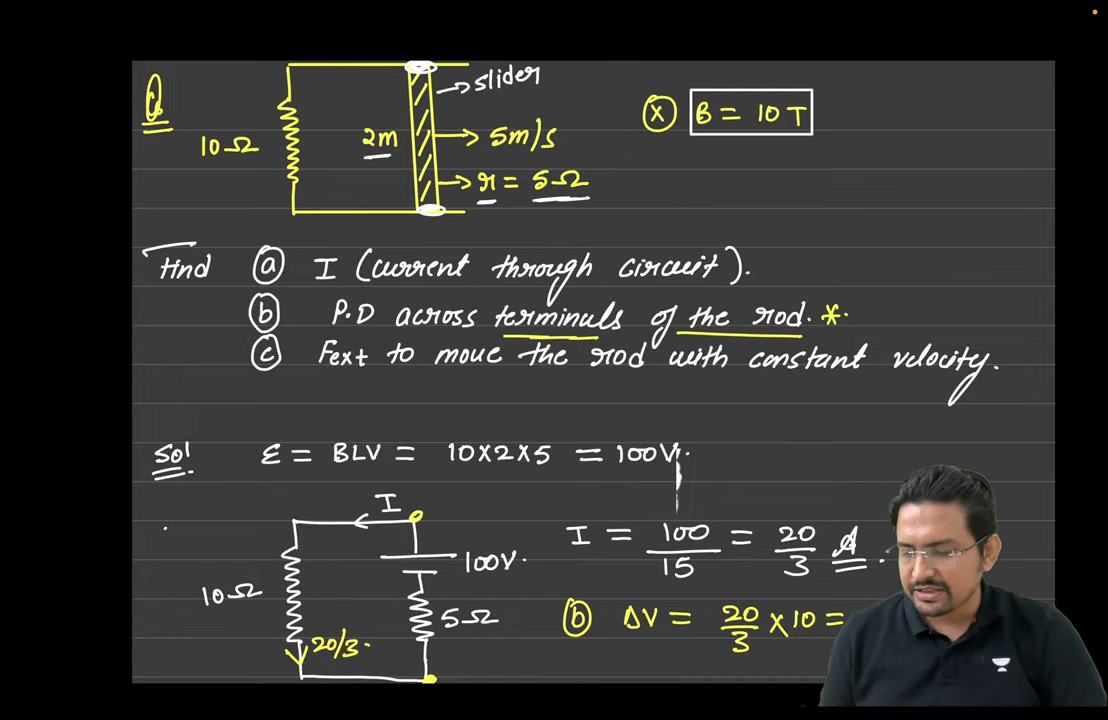 Q
slider
10Ω
2m
5m/s
r = 5Ω
ⓧ B = 10T
Find ⓐ I (current through circuit).
ⓑ P.D across terminals of the rod. *
ⓒ Fext to move the rod with constant velocity.
Sol
ε = BLV = 10×2×5 = 100V.
I
100V.
10Ω
5Ω
20/3.
I = 100/15 = 20/3 A.
ⓑ ΔV = 20/3 × 10 =